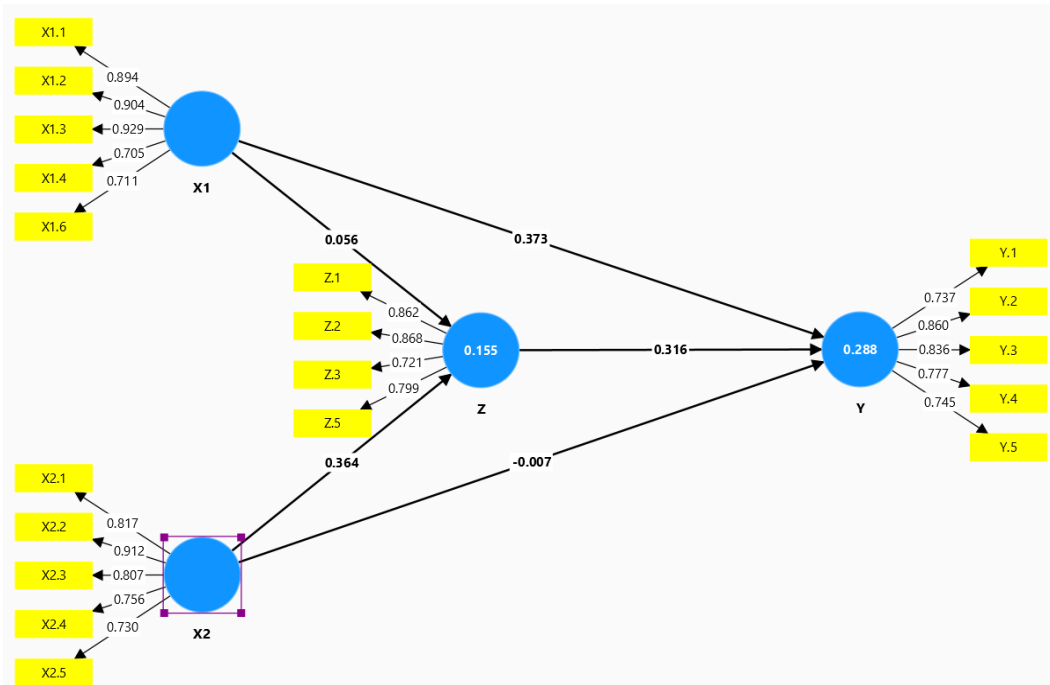 X1.1
0.894
X1.2
0.904
X1.3
0.929
0.705
X1.4
0.711
X1.6
X1
0.056
0.373
Z.1
0.862
Z.2
0.868
Z.3
0.721
0.799
Z.5
0.155
Z
0.316
0.364
-0.007
Y.1
0.737
Y.2
0.860
0.288
0.836
Y.3
0.777
Y.4
0.745
Y
Y.5
X2.1
0.817
X2.2
0.912
X2.3
0.807
0.756
X2.4
0.730
X2
X2.5